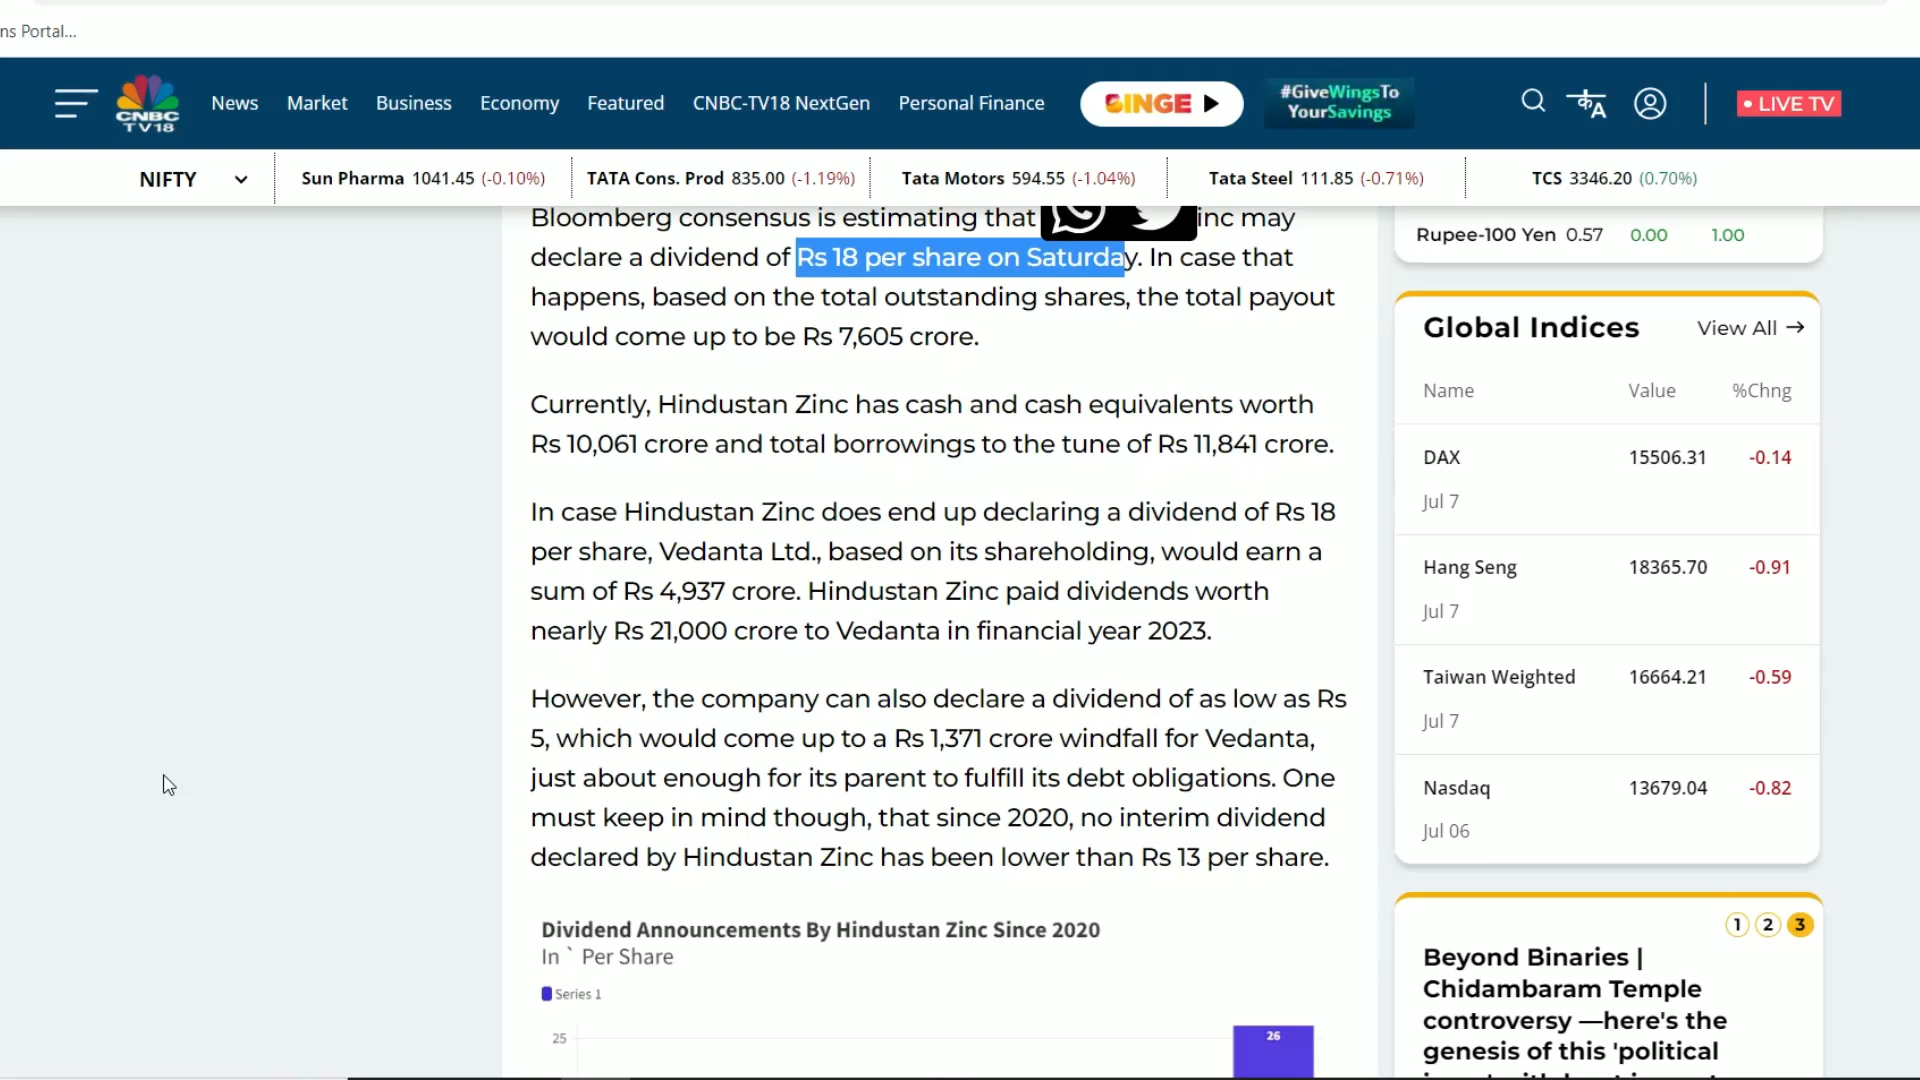 ns Portal...
CNBC
TV18
News
Market
Business
Economy
Featured
CNBC-TV18 NextGen
Personal Finance
BINGE
#GiveWingsTo
YourSavings
LIVE TV
NIFTY
Sun Pharma 1041.45 (-0.10%)
TATA Cons. Prod 835.00 (-1.19%)
Tata Motors 594.55 (-1.04%)
Tata Steel 111.85 (-0.71%)
TCS 3346.20 (0.70%)
Bloomberg consensus is estimating that inc may
declare a dividend of Rs 18 per share on Saturday. In case that
happens, based on the total outstanding shares, the total payout
would come up to be Rs 7,605 crore.
Currently, Hindustan Zinc has cash and cash equivalents worth
Rs 10,061 crore and total borrowings to the tune of Rs 11,841 crore.
In case Hindustan Zinc does end up declaring a dividend of Rs 18
per share, Vedanta Ltd., based on its shareholding, would earn a
sum of Rs 4,937 crore. Hindustan Zinc paid dividends worth
nearly Rs 21,000 crore to Vedanta in financial year 2023.
However, the company can also declare a dividend of as low as Rs
5, which would come up to a Rs 1,371 crore windfall for Vedanta,
just about enough for its parent to fulfill its debt obligations. One
must keep in mind though, that since 2020, no interim dividend
declared by Hindustan Zinc has been lower than Rs 13 per share.
Dividend Announcements By Hindustan Zinc Since 2020
In ` Per Share
Series 1
25
26
Rupee-100 Yen 0.57 0.00 1.00
Global Indices
View All →
Name Value %Chng
DAX 15506.31 -0.14
Jul 7
Hang Seng 18365.70 -0.91
Jul 7
Taiwan Weighted 16664.21 -0.59
Jul 7
Nasdaq 13679.04 -0.82
Jul 06
1 2 3
Beyond Binaries |
Chidambaram Temple
controversy —here's the
genesis of this 'political